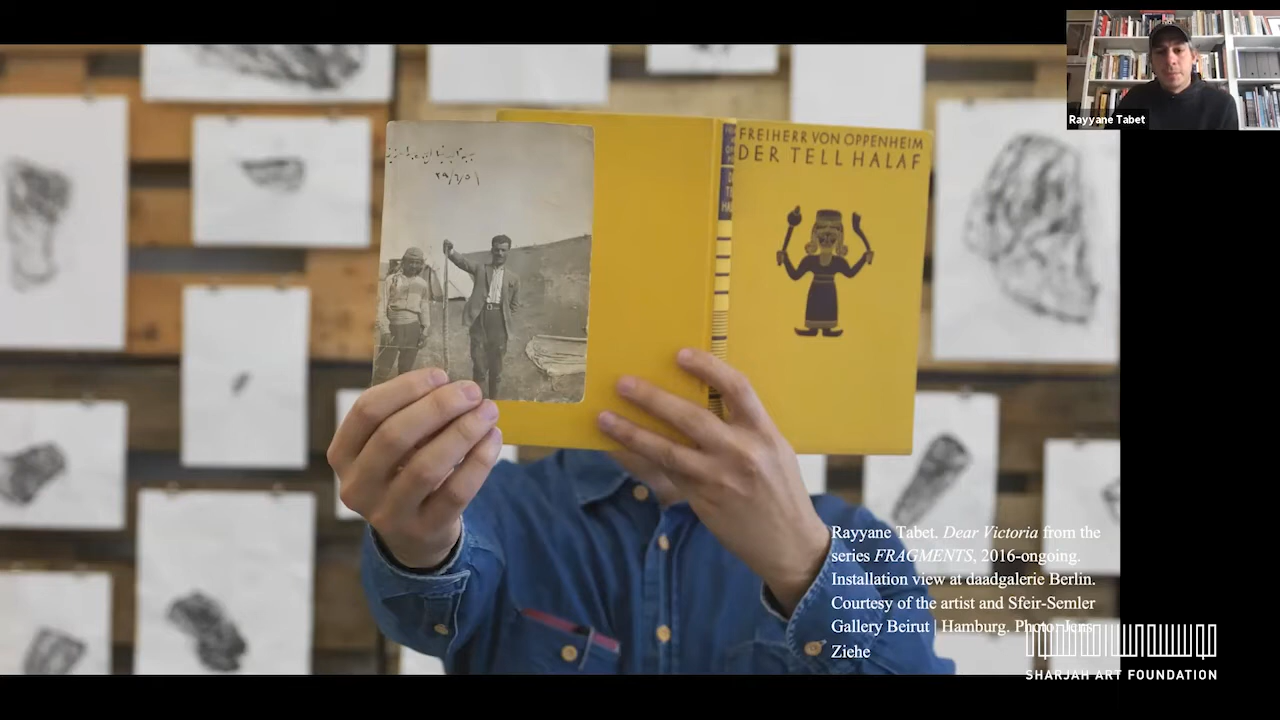 Rayyane Tabet
FREIHERR VON OPPENHEIM
DER TELL HALAF
Rayyane Tabet. Dear Victoria from the
series FRAGMENTS, 2016-ongoing.
Installation view at daadgalerie Berlin.
Courtesy of the artist and Sfeir-Semler
Gallery Beirut | Hamburg. Photo: Jens
Ziehe
SHARJAH ART FOUNDATION